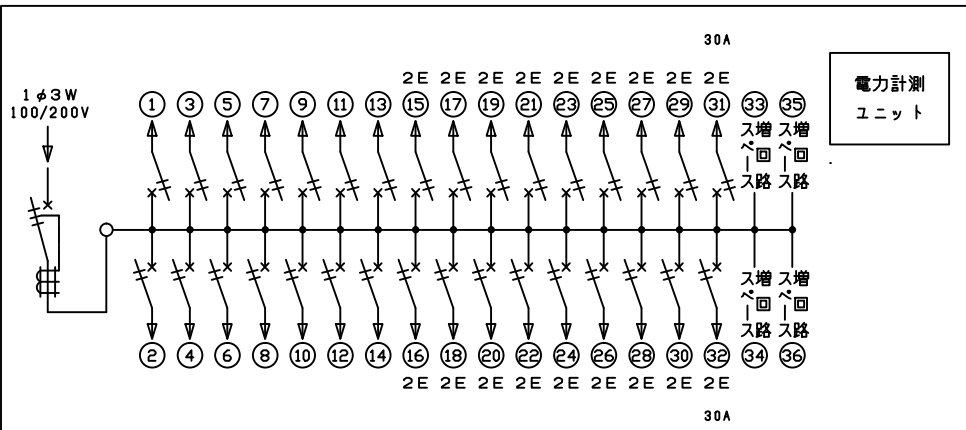 30A
2E 2E 2E 2E 2E 2E 2E 2E 2E
1φ3W
100/200V
① ③ ⑤ ⑦ ⑨ ⑪ ⑬ ⑮ ⑰ ⑲ ㉑ ㉓ ㉕ ㉗ ㉙ ㉛ ㉝ ㉟
電力計測
ユニット
増回路
スペース
増回路
スペース
増回路
スペース
増回路
スペース
② ④ ⑥ ⑧ ⑩ ⑫ ⑭ ⑯ ⑱ ⑳ ㉒ ㉔ ㉖ ㉘ ㉚ ㉜ ㉞ ㊱
2E 2E 2E 2E 2E 2E 2E 2E 2E
30A